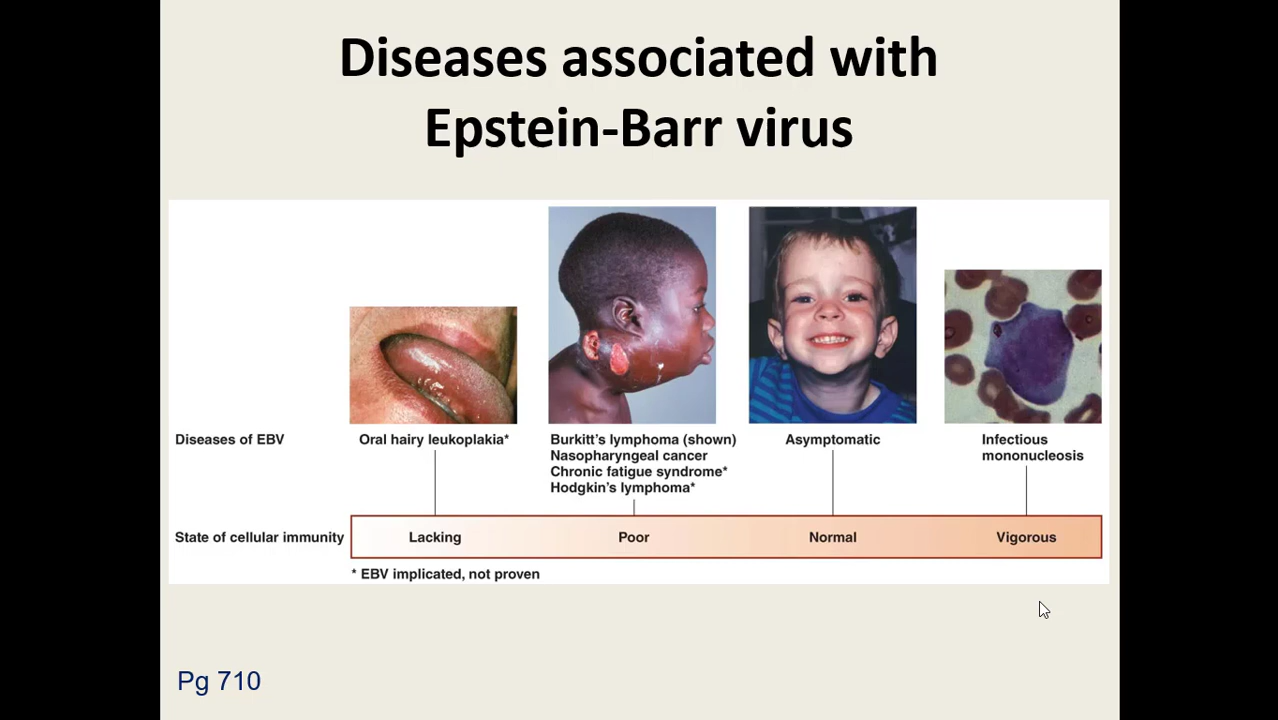 Diseases associated with
Epstein-Barr virus
Diseases of EBV
Oral hairy leukoplakia*
Burkitt's lymphoma (shown)
Nasopharyngeal cancer
Chronic fatigue syndrome*
Hodgkin's lymphoma*
Asymptomatic
Infectious
mononucleosis
State of cellular immunity
Lacking
Poor
Normal
Vigorous
* EBV implicated, not proven
Pg 710